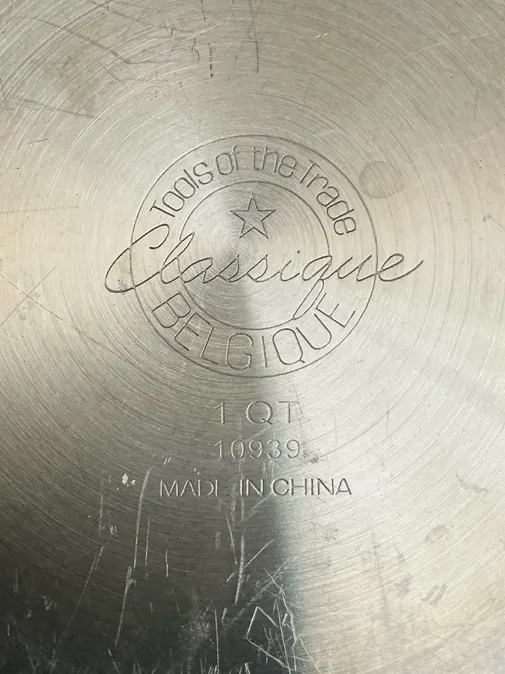 Tools of the Trade
Classique
BELGIQUE
1 QT
10939
MADE IN CHINA